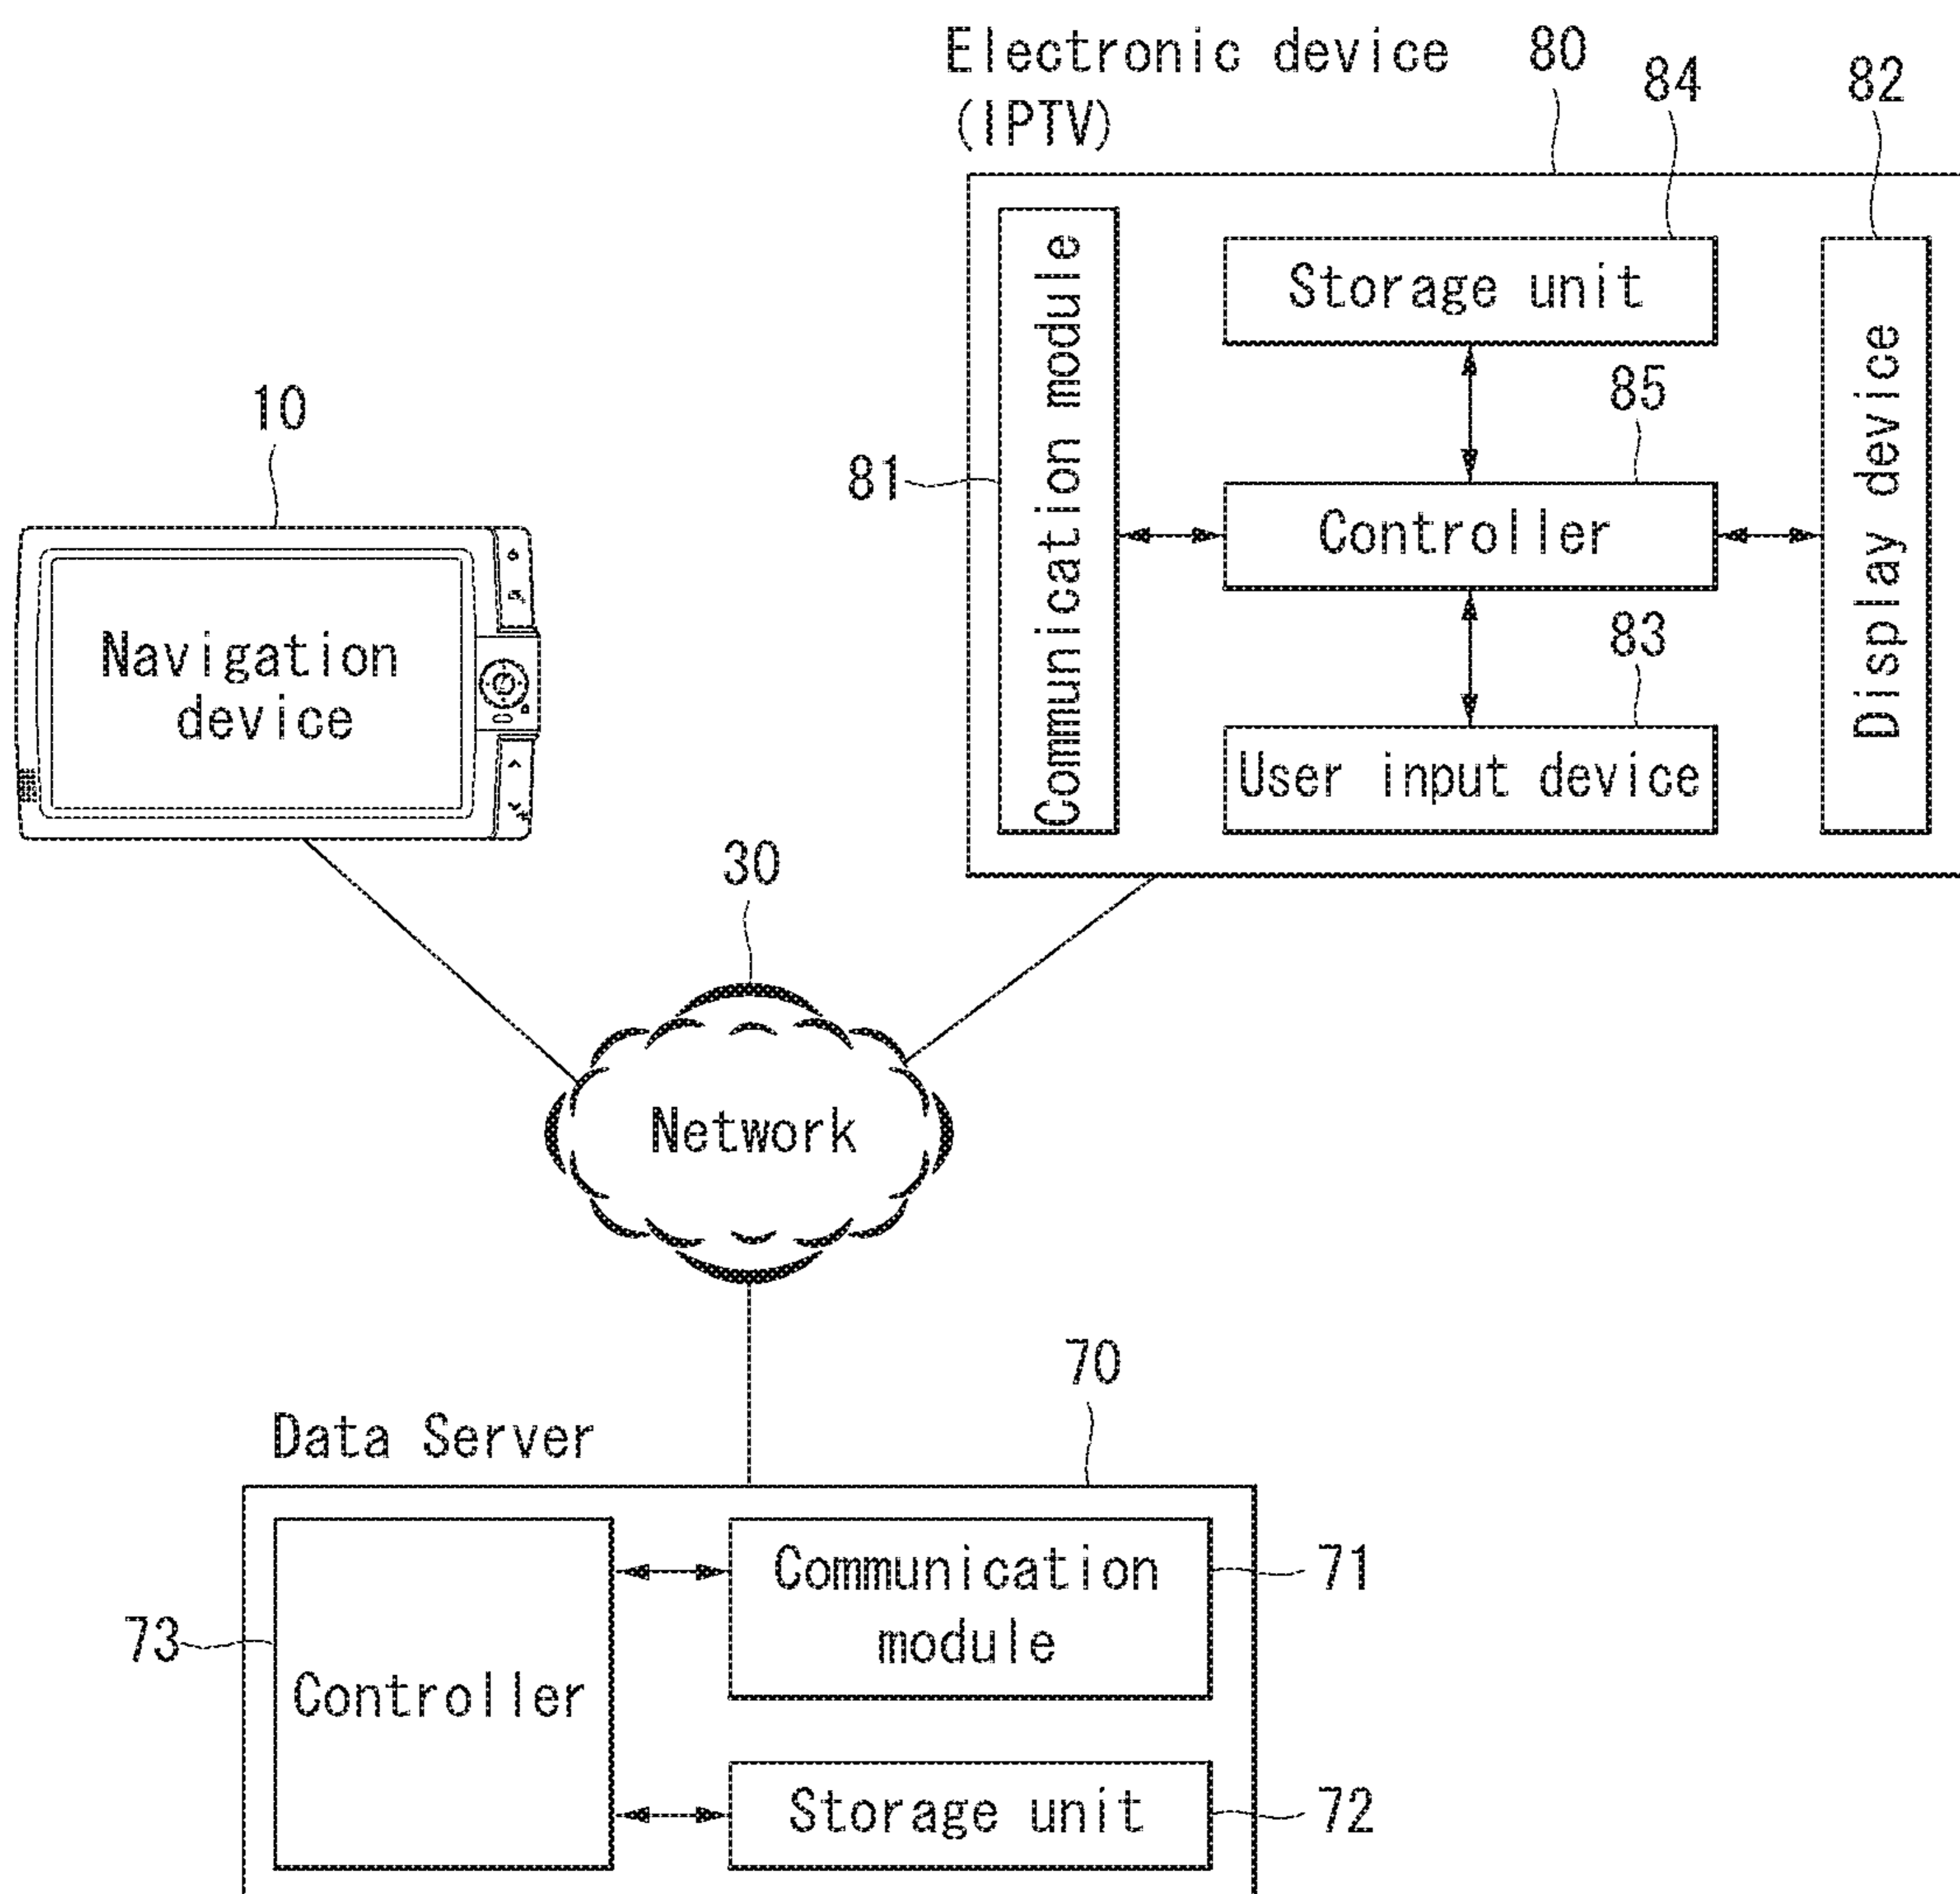 Electronic device
(IPTV)
80
84
82
Storage unit
Communication module
Display device
85
81
Controller
83
User input device
10
Navigation
device
30
Network
70
Data Server
Communication
module
71
73
Controller
Storage unit
72